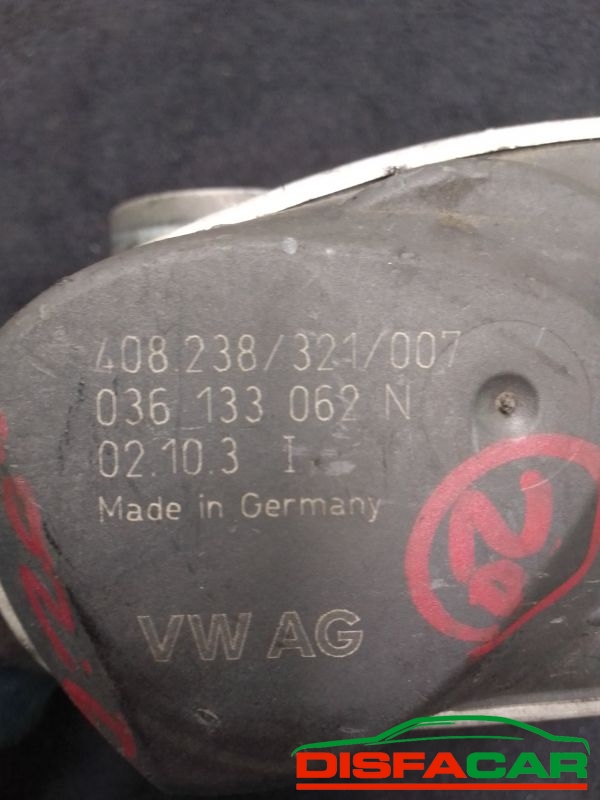 408.238/321/007
036 133 062 N
02.10.3 I
Made in Germany
VW AG
N
DISFACAR